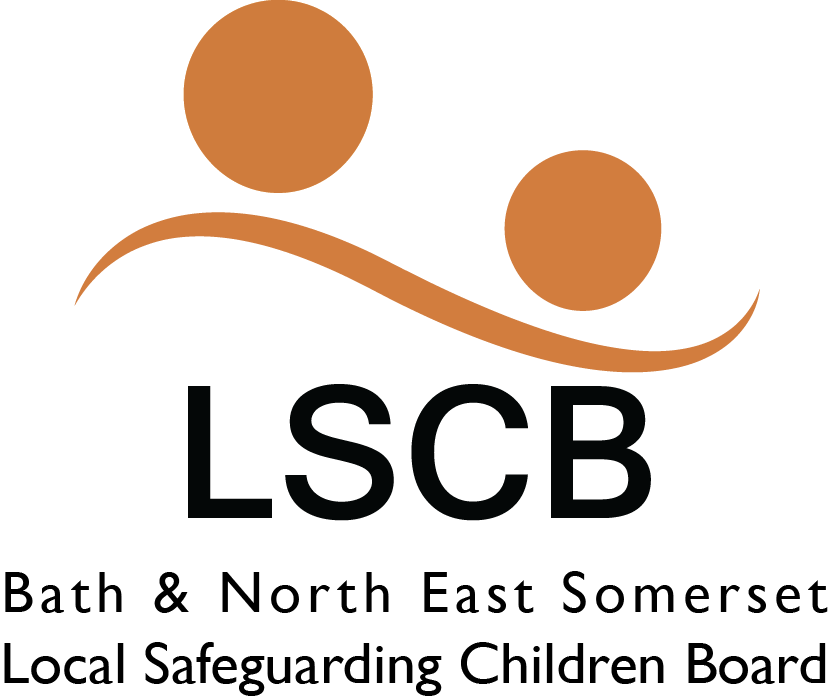 LSCB
Bath & North East Somerset
Local Safeguarding Children Board